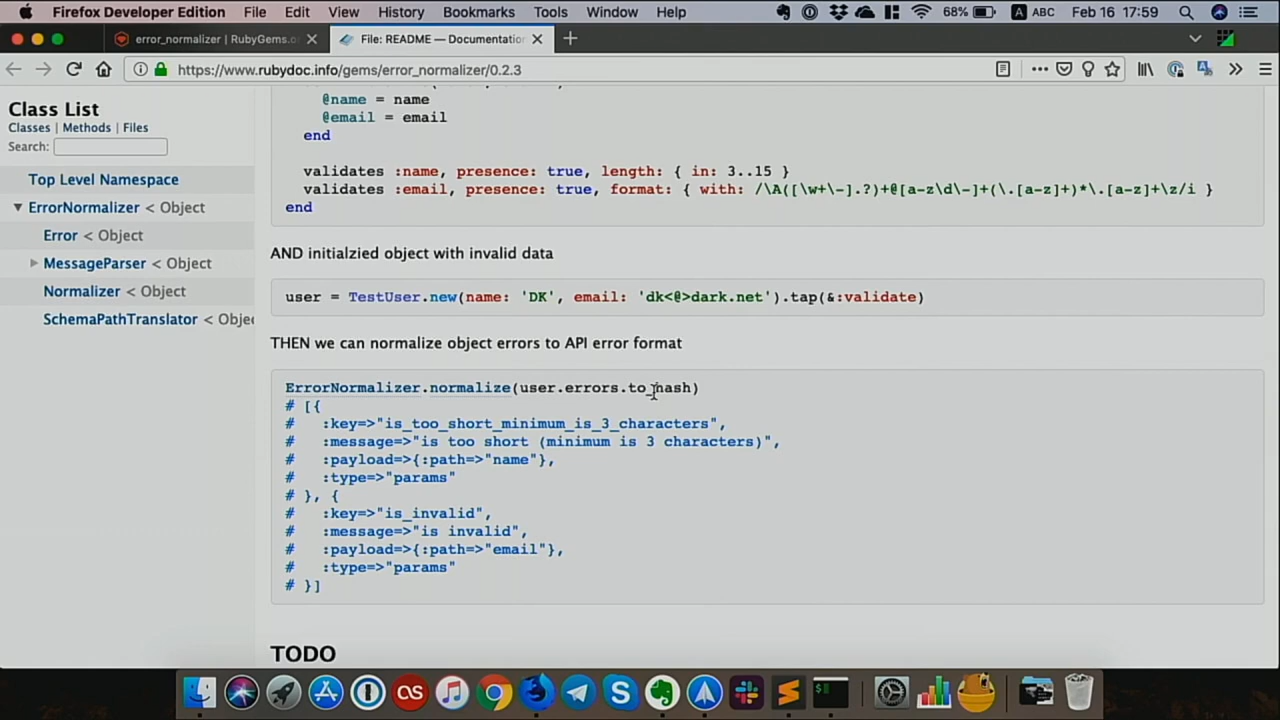 Firefox Developer Edition File Edit View History Bookmarks Tools Window Help 68% A ABC Feb 16 17:59
error_normalizer | RubyGems.o
File: README — Documentation
https://www.rubydoc.info/gems/error_normalizer/0.2.3
Class List
Classes | Methods | Files
Search:
Top Level Namespace
ErrorNormalizer < Object
Error < Object
MessageParser < Object
Normalizer < Object
SchemaPathTranslator < Obje
@name = name
@email = email
end
validates :name, presence: true, length: { in: 3..15 }
validates :email, presence: true, format: { with: /\A([\w+\-].?)+@[a-z\d\-]+(\.[a-z]+)*\.[a-z]+\z/i }
end
AND initialzied object with invalid data
user = TestUser.new(name: 'DK', email: 'dk<@>dark.net').tap(&:validate)
THEN we can normalize object errors to API error format
ErrorNormalizer.normalize(user.errors.to_hash)
# [{
# :key=>"is_too_short_minimum_is_3_characters",
# :message=>"is too short (minimum is 3 characters)",
# :payload=>{:path=>"name"},
# :type=>"params"
# }, {
# :key=>"is_invalid",
# :message=>"is invalid",
# :payload=>{:path=>"email"},
# :type=>"params"
# }]
TODO